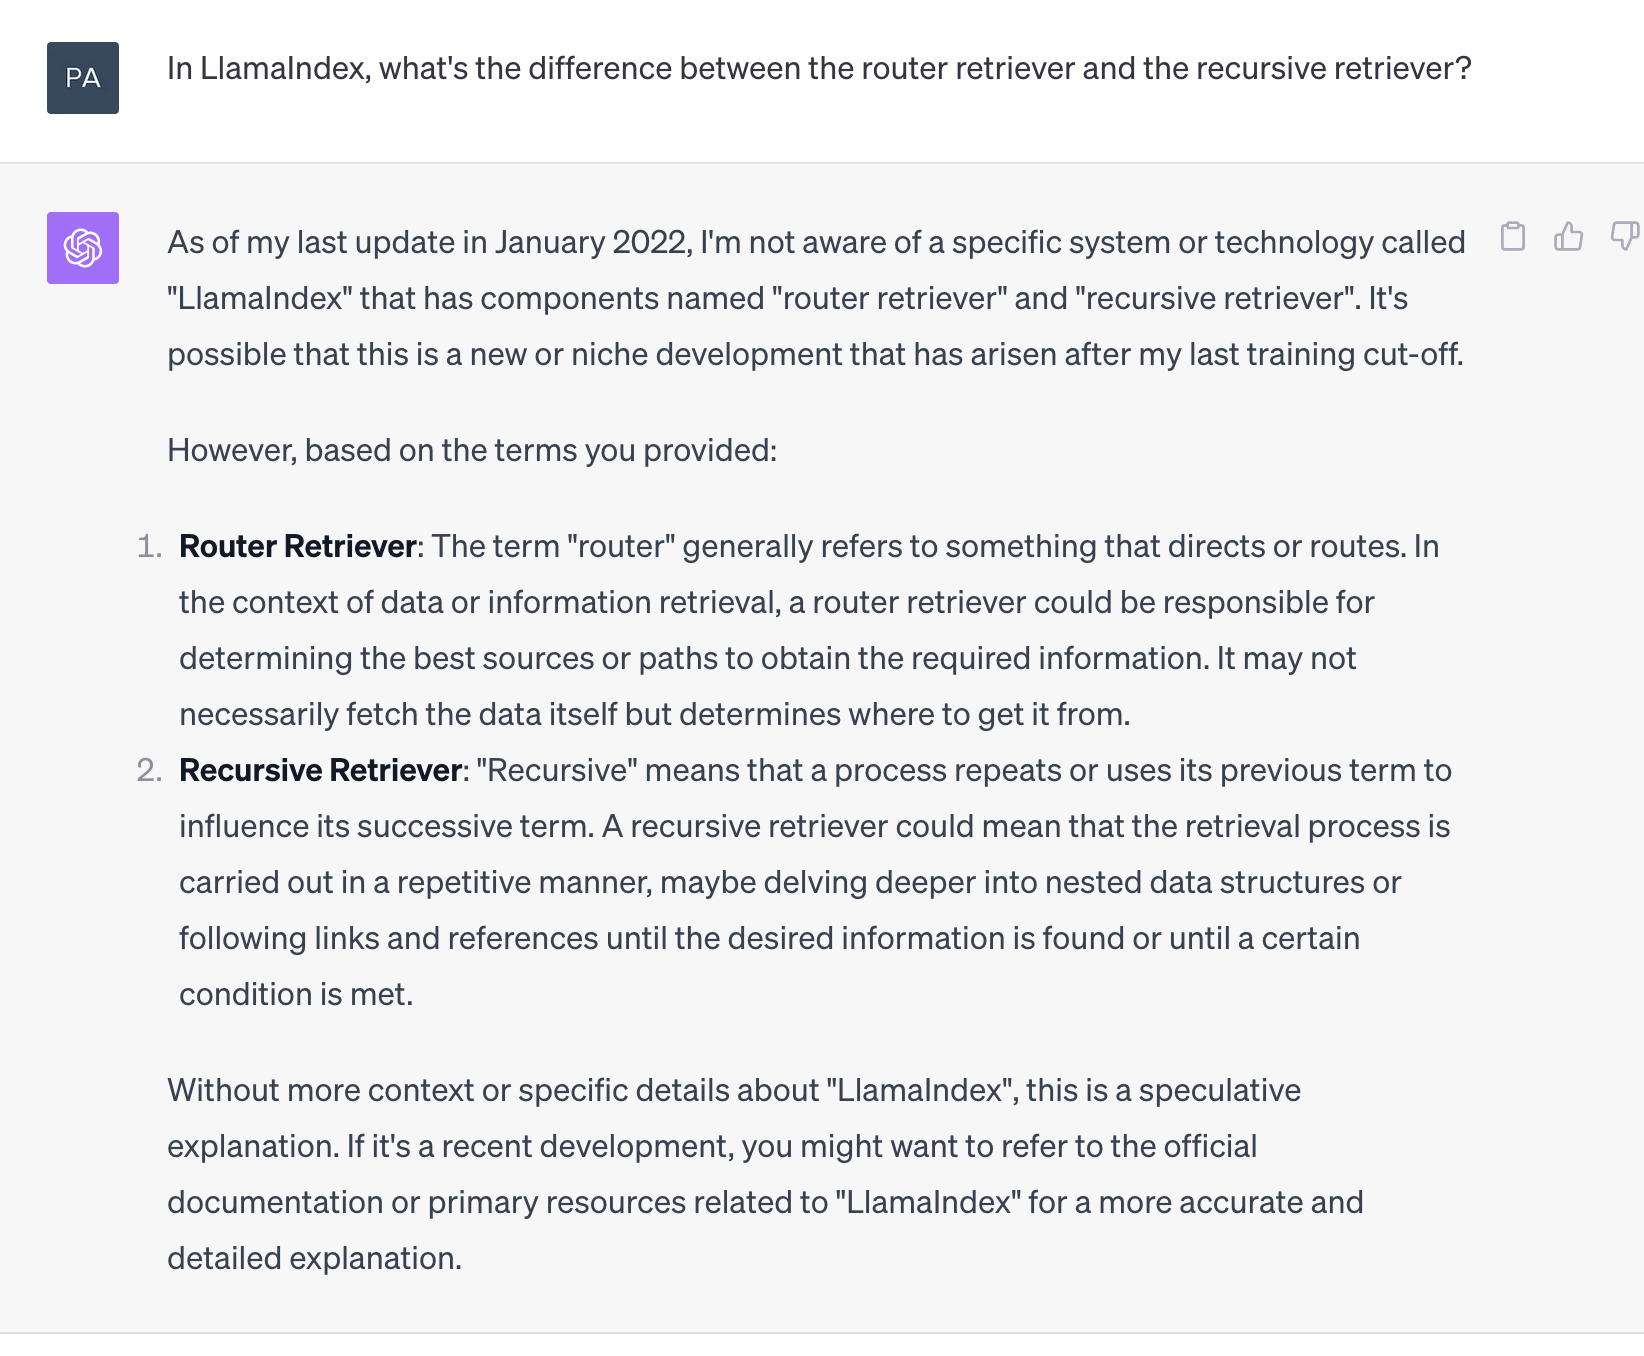 PA
In LlamaIndex, what's the difference between the router retriever and the recursive retriever?
As of my last update in January 2022, I'm not aware of a specific system or technology called
"LlamaIndex" that has components named "router retriever" and "recursive retriever". It's
possible that this is a new or niche development that has arisen after my last training cut-off.
However, based on the terms you provided:
1. Router Retriever: The term "router" generally refers to something that directs or routes. In
the context of data or information retrieval, a router retriever could be responsible for
determining the best sources or paths to obtain the required information. It may not
necessarily fetch the data itself but determines where to get it from.
2. Recursive Retriever: "Recursive" means that a process repeats or uses its previous term to
influence its successive term. A recursive retriever could mean that the retrieval process is
carried out in a repetitive manner, maybe delving deeper into nested data structures or
following links and references until the desired information is found or until a certain
condition is met.
Without more context or specific details about "LlamaIndex", this is a speculative
explanation. If it's a recent development, you might want to refer to the official
documentation or primary resources related to "LlamaIndex" for a more accurate and
detailed explanation.